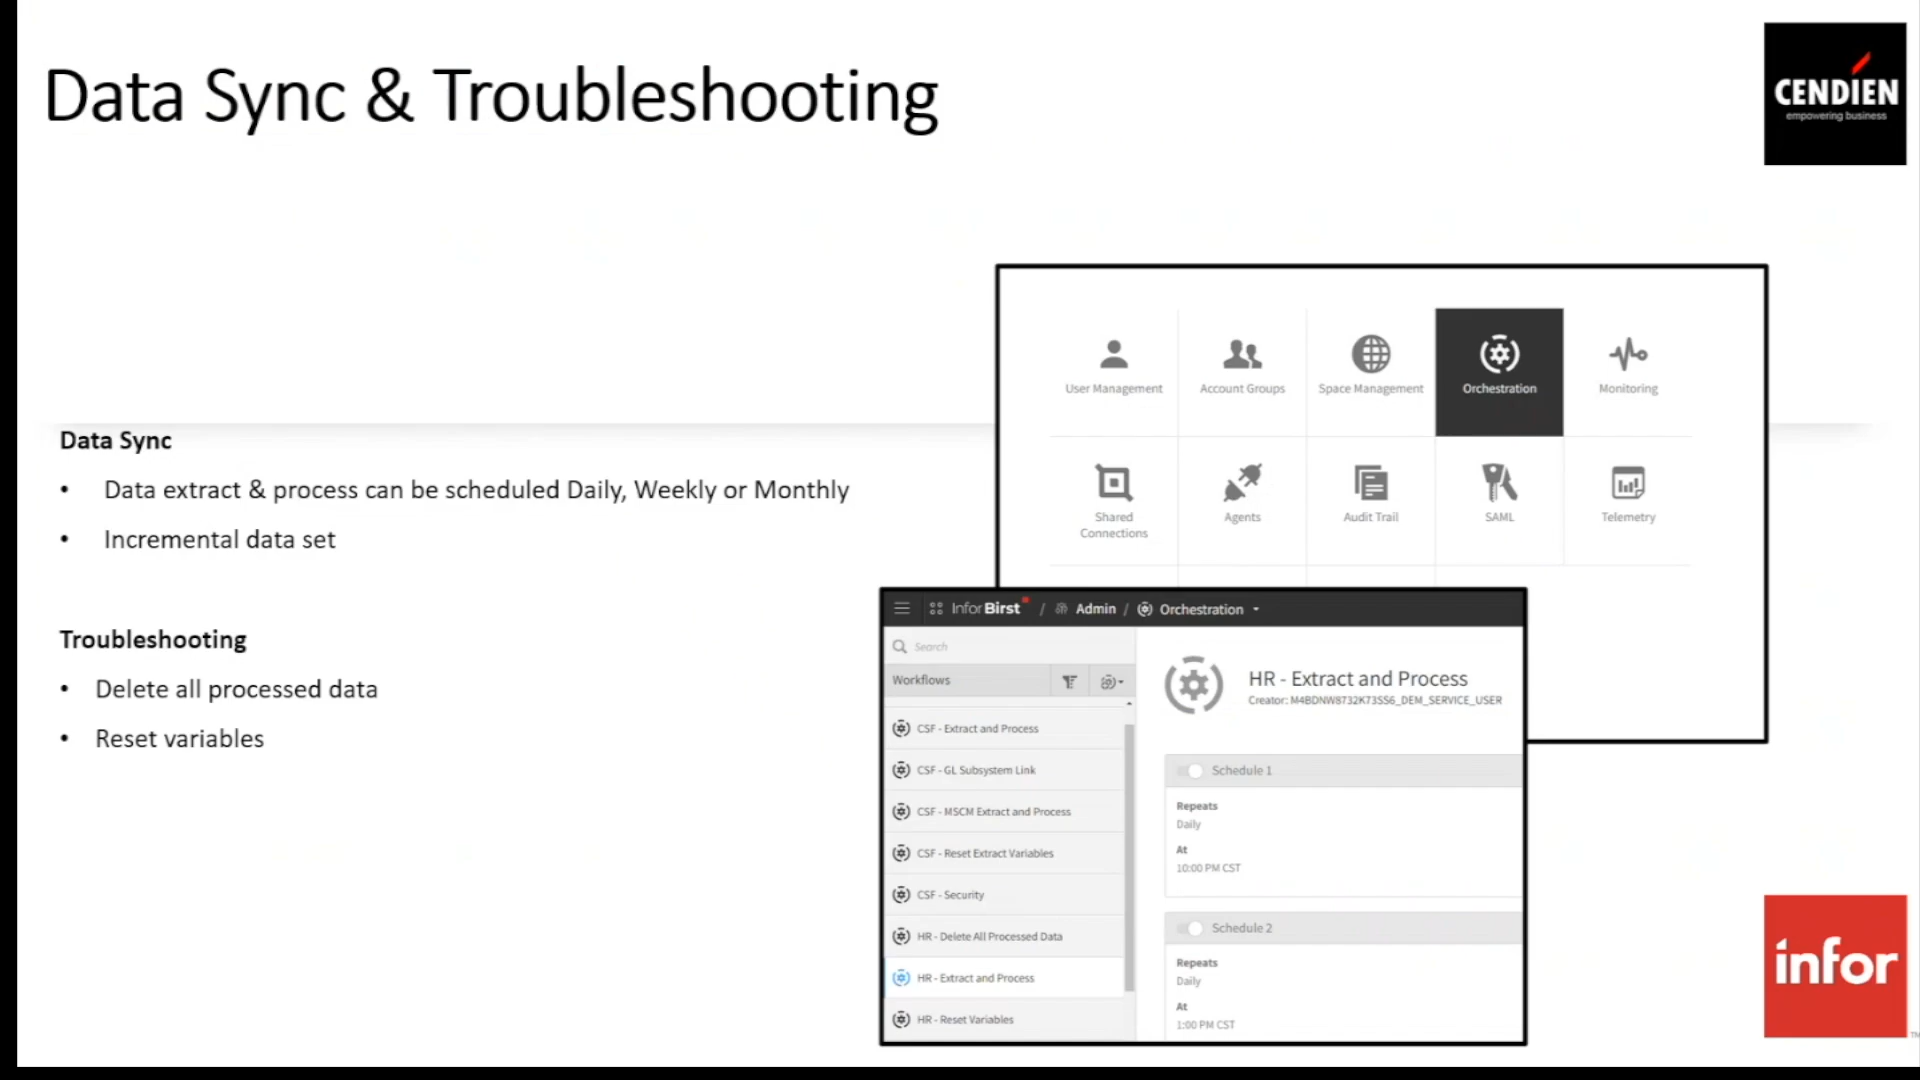 Data Sync & Troubleshooting
CENDIEN
empowering business
Data Sync
• Data extract & process can be scheduled Daily, Weekly or Monthly
• Incremental data set
Troubleshooting
• Delete all processed data
• Reset variables
User Management
Account Groups
Space Management
Orchestration
Monitoring
Shared
Connections
Agents
Audit Trail
SAML
Telemetry
Infor Birst / Admin / Orchestration
Search
Workflows
CSF - Extract and Process
CSF - GL Subsystem Link
CSF - MSCM Extract and Process
CSF - Reset Extract Variables
CSF - Security
HR - Delete All Processed Data
HR - Extract and Process
HR - Reset Variables
HR - Extract and Process
Creator: M4BDNW8732K73SS6_DEM_SERVICE_USER
Schedule 1
Repeats
Daily
At
10:00 PM CST
Schedule 2
Repeats
Daily
At
1:00 PM CST
infor
TM